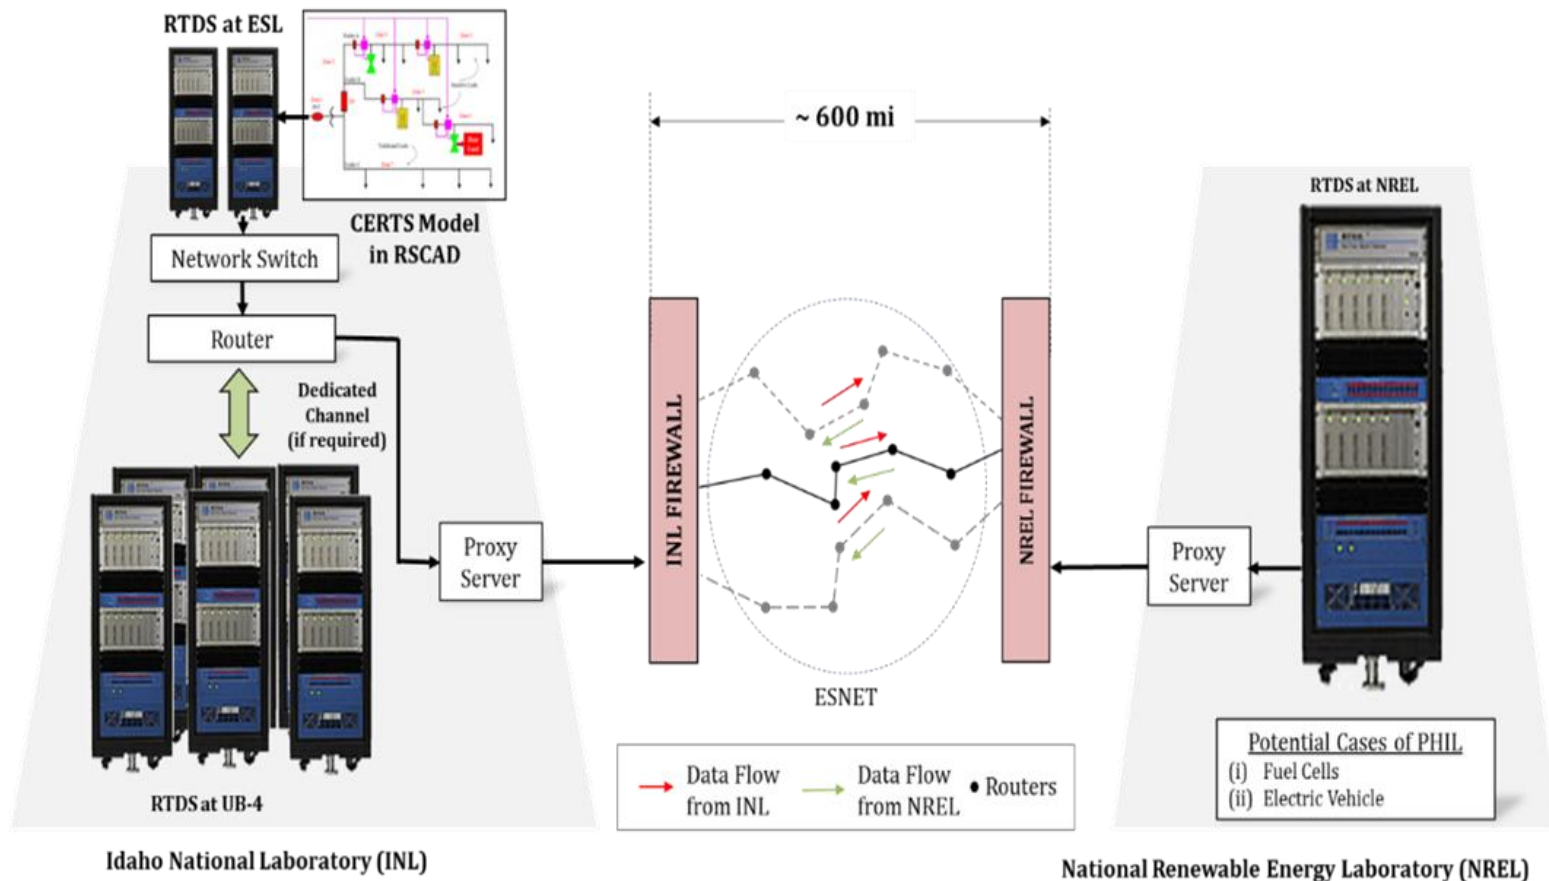 RTDS at ESL
CERTS Model
in RSCAD
Network Switch
Router
Dedicated
Channel
(if required)
RTDS at UB-4
Proxy
Server
Idaho National Laboratory (INL)
~ 600 mi
INL FIREWALL
NREL FIREWALL
ESNET
Data Flow
from INL
Data Flow
from NREL
Routers
RTDS at NREL
Proxy
Server
Potential Cases of PHIL
(i) Fuel Cells
(ii) Electric Vehicle
National Renewable Energy Laboratory (NREL)